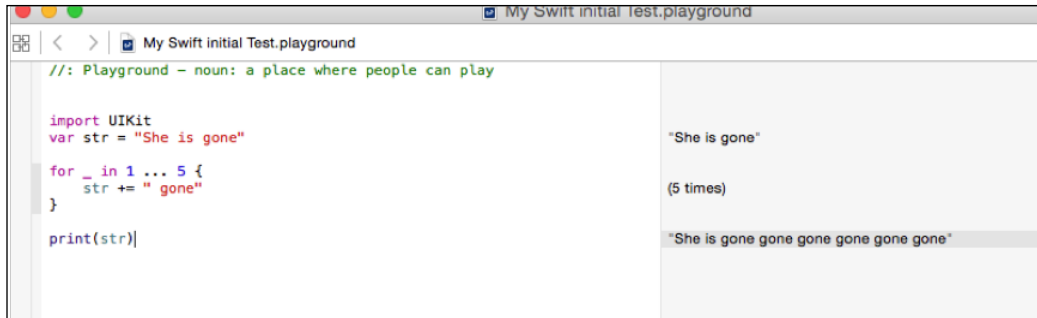 My Swift initial Test.playground
My Swift initial Test.playground
//: Playground – noun: a place where people can play
import UIKit
var str = "She is gone"
"She is gone"
for _ in 1 ... 5 {
str += " gone"
(5 times)
}
print(str)
"She is gone gone gone gone gone gone"